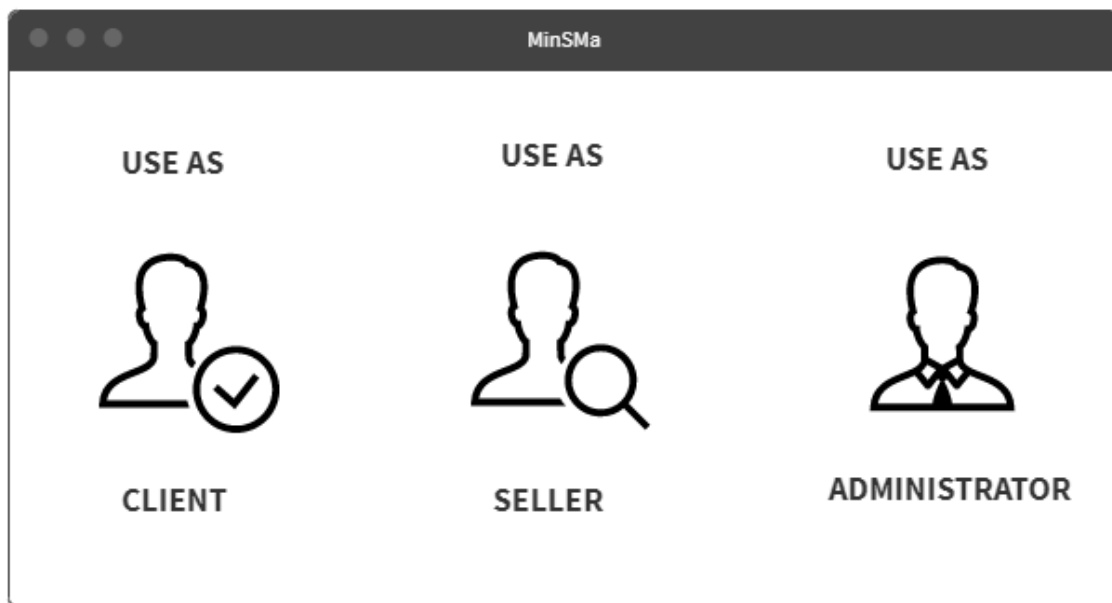 MinSMa
USE AS
USE AS
USE AS
CLIENT
SELLER
ADMINISTRATOR